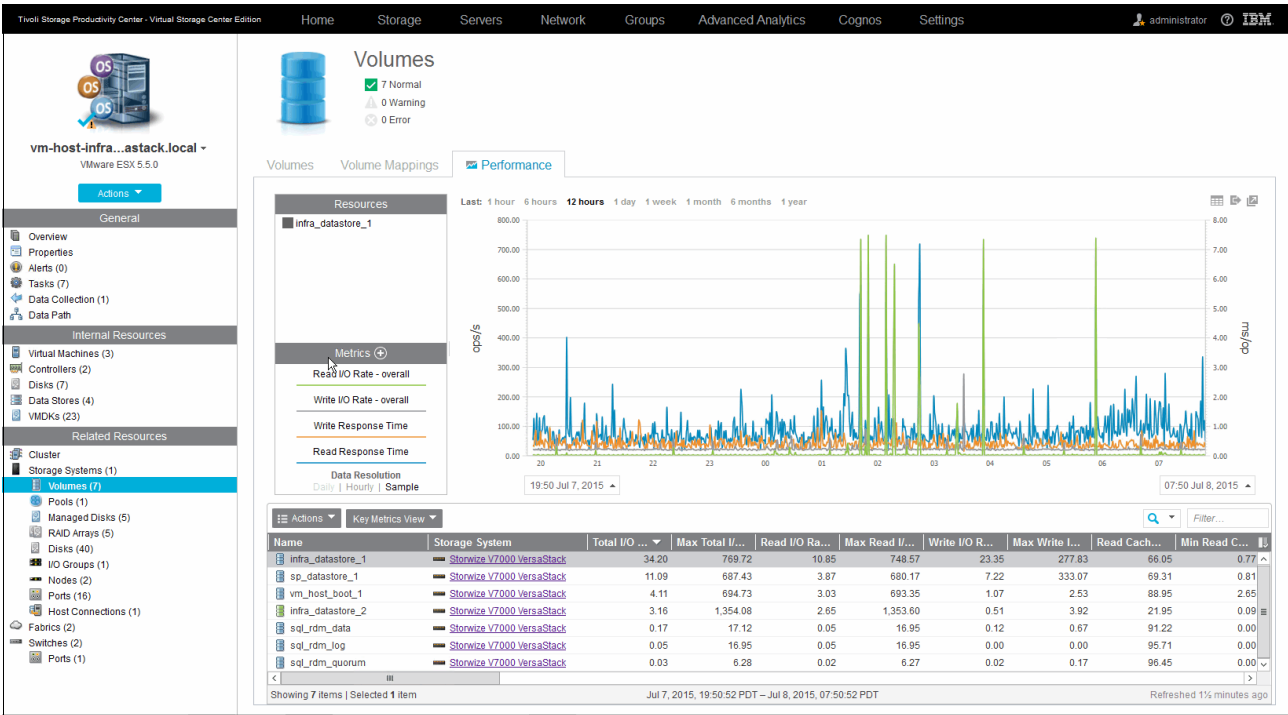 Tivoli Storage Productivity Center - Virtual Storage Center Edition Home Storage Servers Network Groups Advanced Analytics Cognos Settings administrator ? IBM
OS
OS
OS
vm-host-infra...astack.local
VMware ESX 5.5.0
Actions
General
Overview
Properties
Alerts (0)
Tasks (7)
Data Collection (1)
Data Path
Internal Resources
Virtual Machines (3)
Controllers (2)
Disks (7)
Data Stores (4)
VMDKs (23)
Related Resources
Cluster
Storage Systems (1)
Volumes (7)
Pools (1)
Managed Disks (5)
RAID Arrays (5)
Disks (40)
I/O Groups (1)
Nodes (2)
Ports (16)
Host Connections (1)
Fabrics (2)
Switches (2)
Ports (1)
Volumes
7 Normal
0 Warning
0 Error
Volumes Volume Mappings Performance
Resources
infra_datastore_1
Metrics
Read I/O Rate - overall
Write I/O Rate - overall
Write Response Time
Read Response Time
Data Resolution
Daily | Hourly | Sample
Last: 1 hour 6 hours 12 hours 1 day 1 week 1 month 6 months 1 year
ops/s
800.00
700.00
600.00
500.00
400.00
300.00
200.00
100.00
0.00
8.00
7.00
6.00
5.00
4.00
3.00
2.00
1.00
0.00
ms/op
20 21 22 23 00 01 02 03 04 05 06 07
19:50 Jul 7, 2015 07:50 Jul 8, 2015
Actions Key Metrics View Filter...
Name Storage System Total I/O ... Max Total I/... Read I/O Ra... Max Read I/... Write I/O R... Max Write I... Read Cach... Min Read C...
infra_datastore_1 Storwize V7000 VersaStack 34.20 769.72 10.85 748.57 23.35 277.83 66.05 0.77
sp_datastore_1 Storwize V7000 VersaStack 11.09 687.43 3.87 680.17 7.22 333.07 69.31 0.81
vm_host_boot_1 Storwize V7000 VersaStack 4.11 694.73 3.03 693.35 1.07 2.53 88.95 2.65
infra_datastore_2 Storwize V7000 VersaStack 3.16 1,354.08 2.65 1,353.60 0.51 3.92 21.95 0.09
sql_rdm_data Storwize V7000 VersaStack 0.17 17.12 0.05 16.95 0.12 0.67 91.22 0.00
sql_rdm_log Storwize V7000 VersaStack 0.05 16.95 0.05 16.95 0.00 0.00 95.71 0.00
sql_rdm_quorum Storwize V7000 VersaStack 0.03 6.28 0.02 6.27 0.02 0.17 96.45 0.00
Showing 7 items | Selected 1 item Jul 7, 2015, 19:50:52 PDT – Jul 8, 2015, 07:50:52 PDT Refreshed 1½ minutes ago